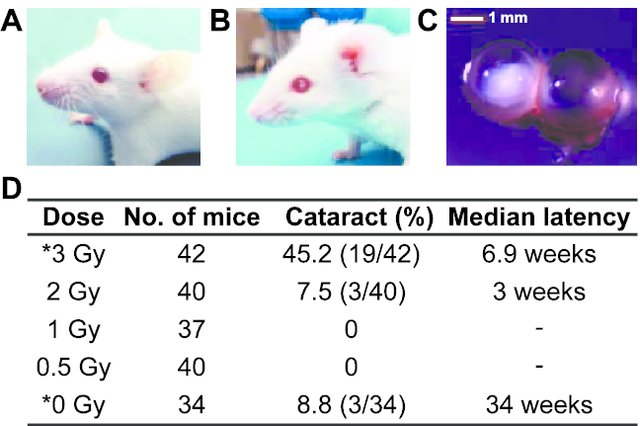 A
B
C
1 mm
D
Dose No. of mice Cataract (%) Median latency
*3 Gy 42 45.2 (19/42) 6.9 weeks
2 Gy 40 7.5 (3/40) 3 weeks
1 Gy 37 0 -
0.5 Gy 40 0 -
*0 Gy 34 8.8 (3/34) 34 weeks